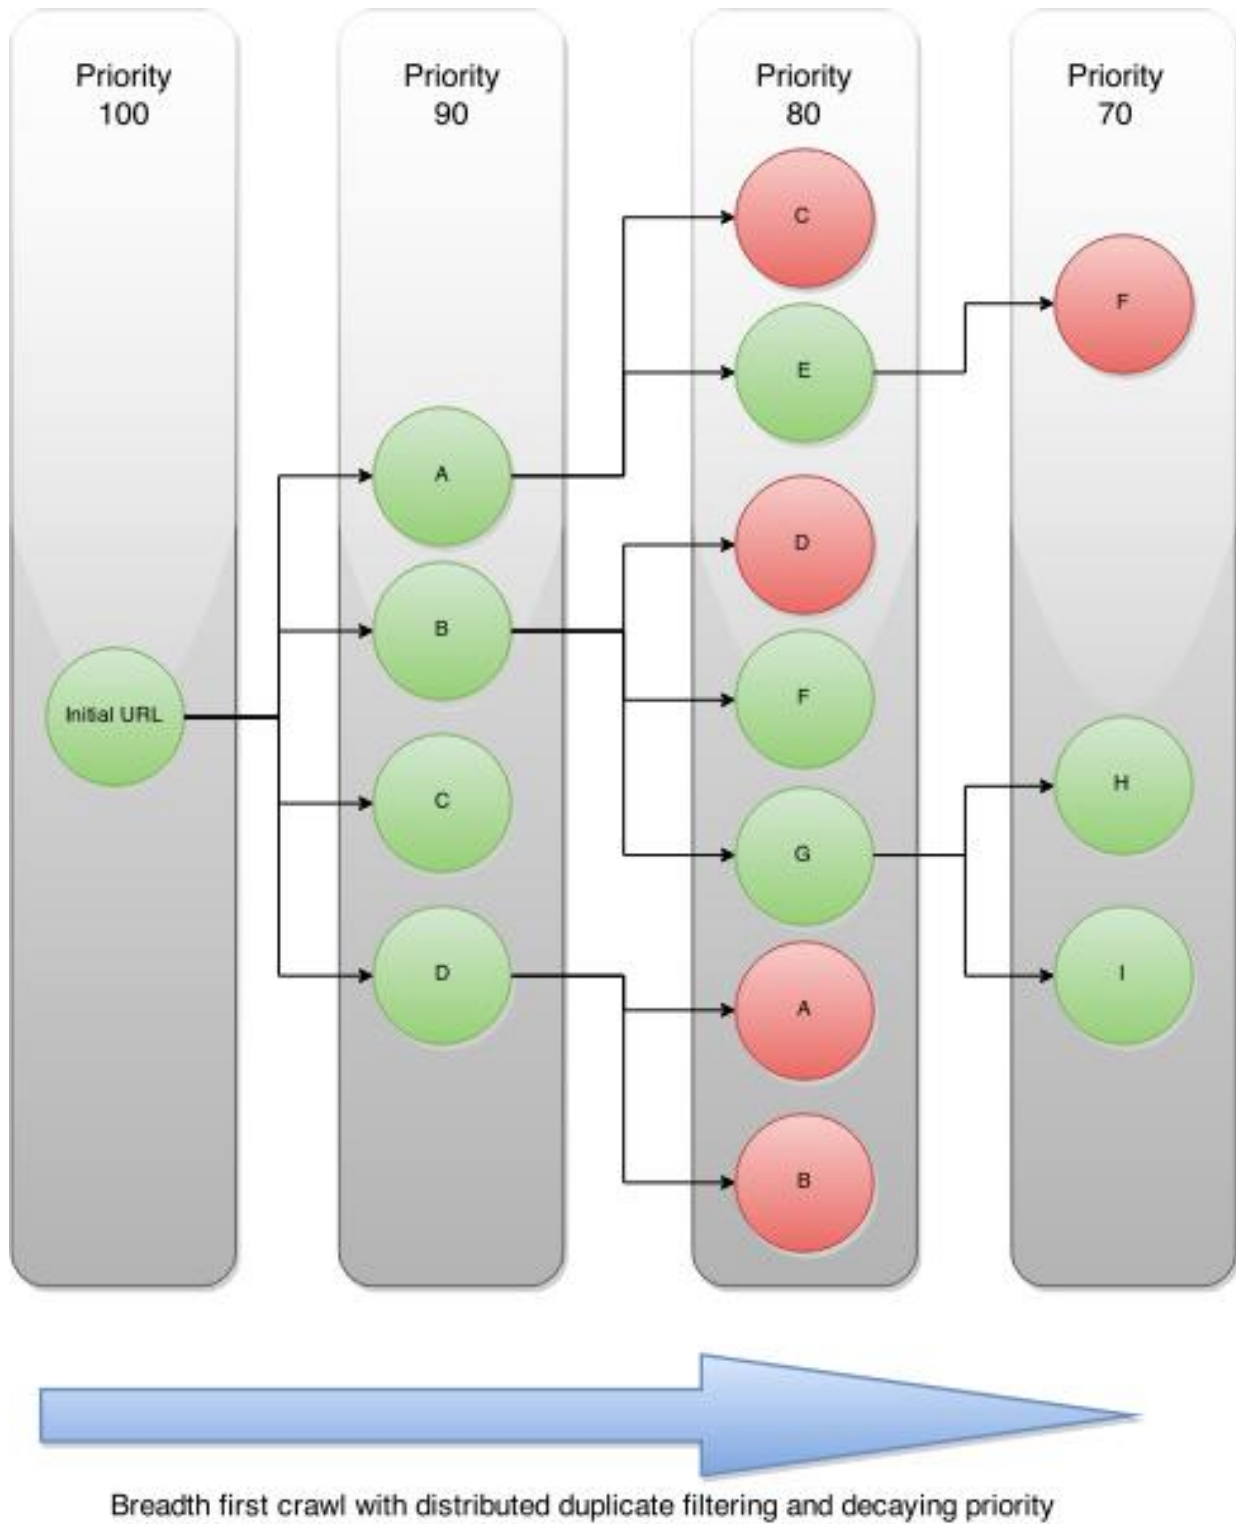 Priority
100
Priority
90
Priority
80
Priority
70
Initial URL
A
B
C
D
C
E
D
F
G
A
B
F
H
I
Breadth first crawl with distributed duplicate filtering and decaying priority